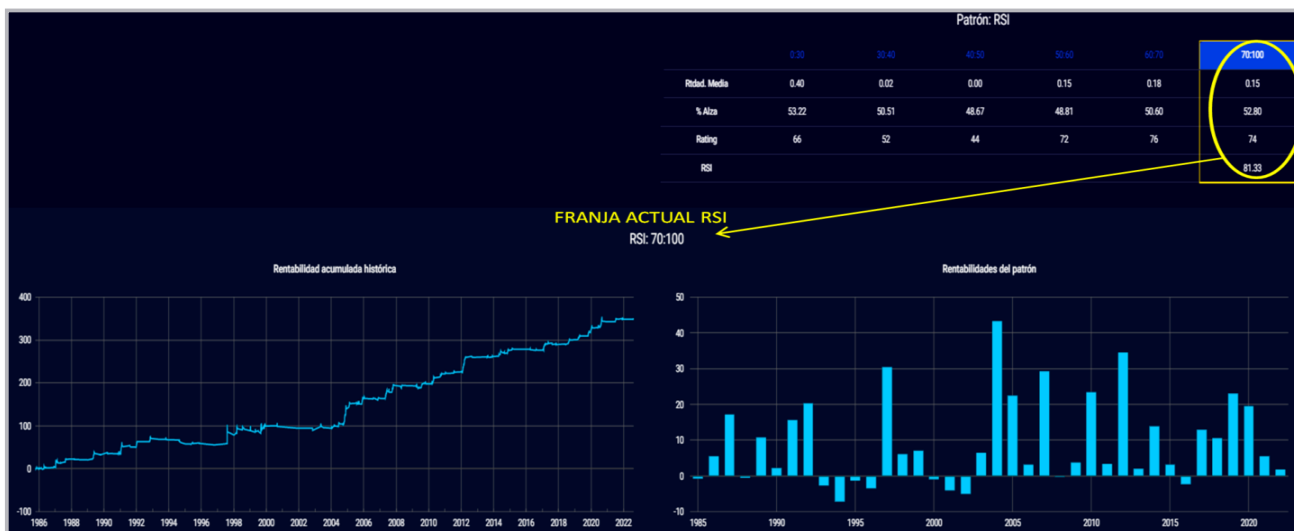 Patrón: RSI
0:30 30:40 40:50 50:60 60:70 70:100
Rtdad. Media 0.40 0.02 0.00 0.15 0.18 0.15
% Alza 53.22 50.51 48.67 48.81 50.60 52.80
Rating 66 52 44 72 76 74
RSI 81.33
FRANJA ACTUAL RSI
RSI: 70:100
Rentabilidad acumulada histórica
400
300
200
100
0
-100
1986 1988 1990 1992 1994 1996 1998 2000 2002 2004 2006 2008 2010 2012 2014 2016 2018 2020 2022
Rentabilidades del patrón
50
40
30
20
10
0
-10
1985 1990 1995 2000 2005 2010 2015 2020